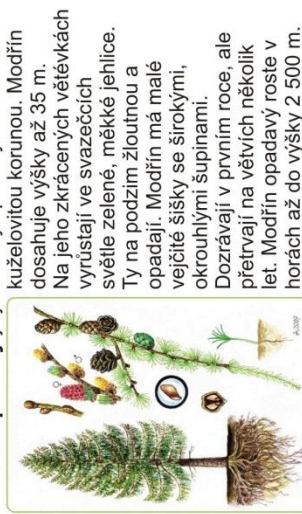 kuželovitou korunou. Modřín
dosahuje výšky až 35 m.
Na jeho zkrácených větévkách
vyrůstají ve svazečcích
světle zelené, měkké jehlice.
Ty na podzim žloutnou a
opadají. Modřín má malé
vejčité šišky se širokými,
okrouhlými šupinami.
Dozrávají v prvním roce, ale
přetrvají na větvích několik
let. Modřín opadavý roste v
horách až do výšky 2 500 m.